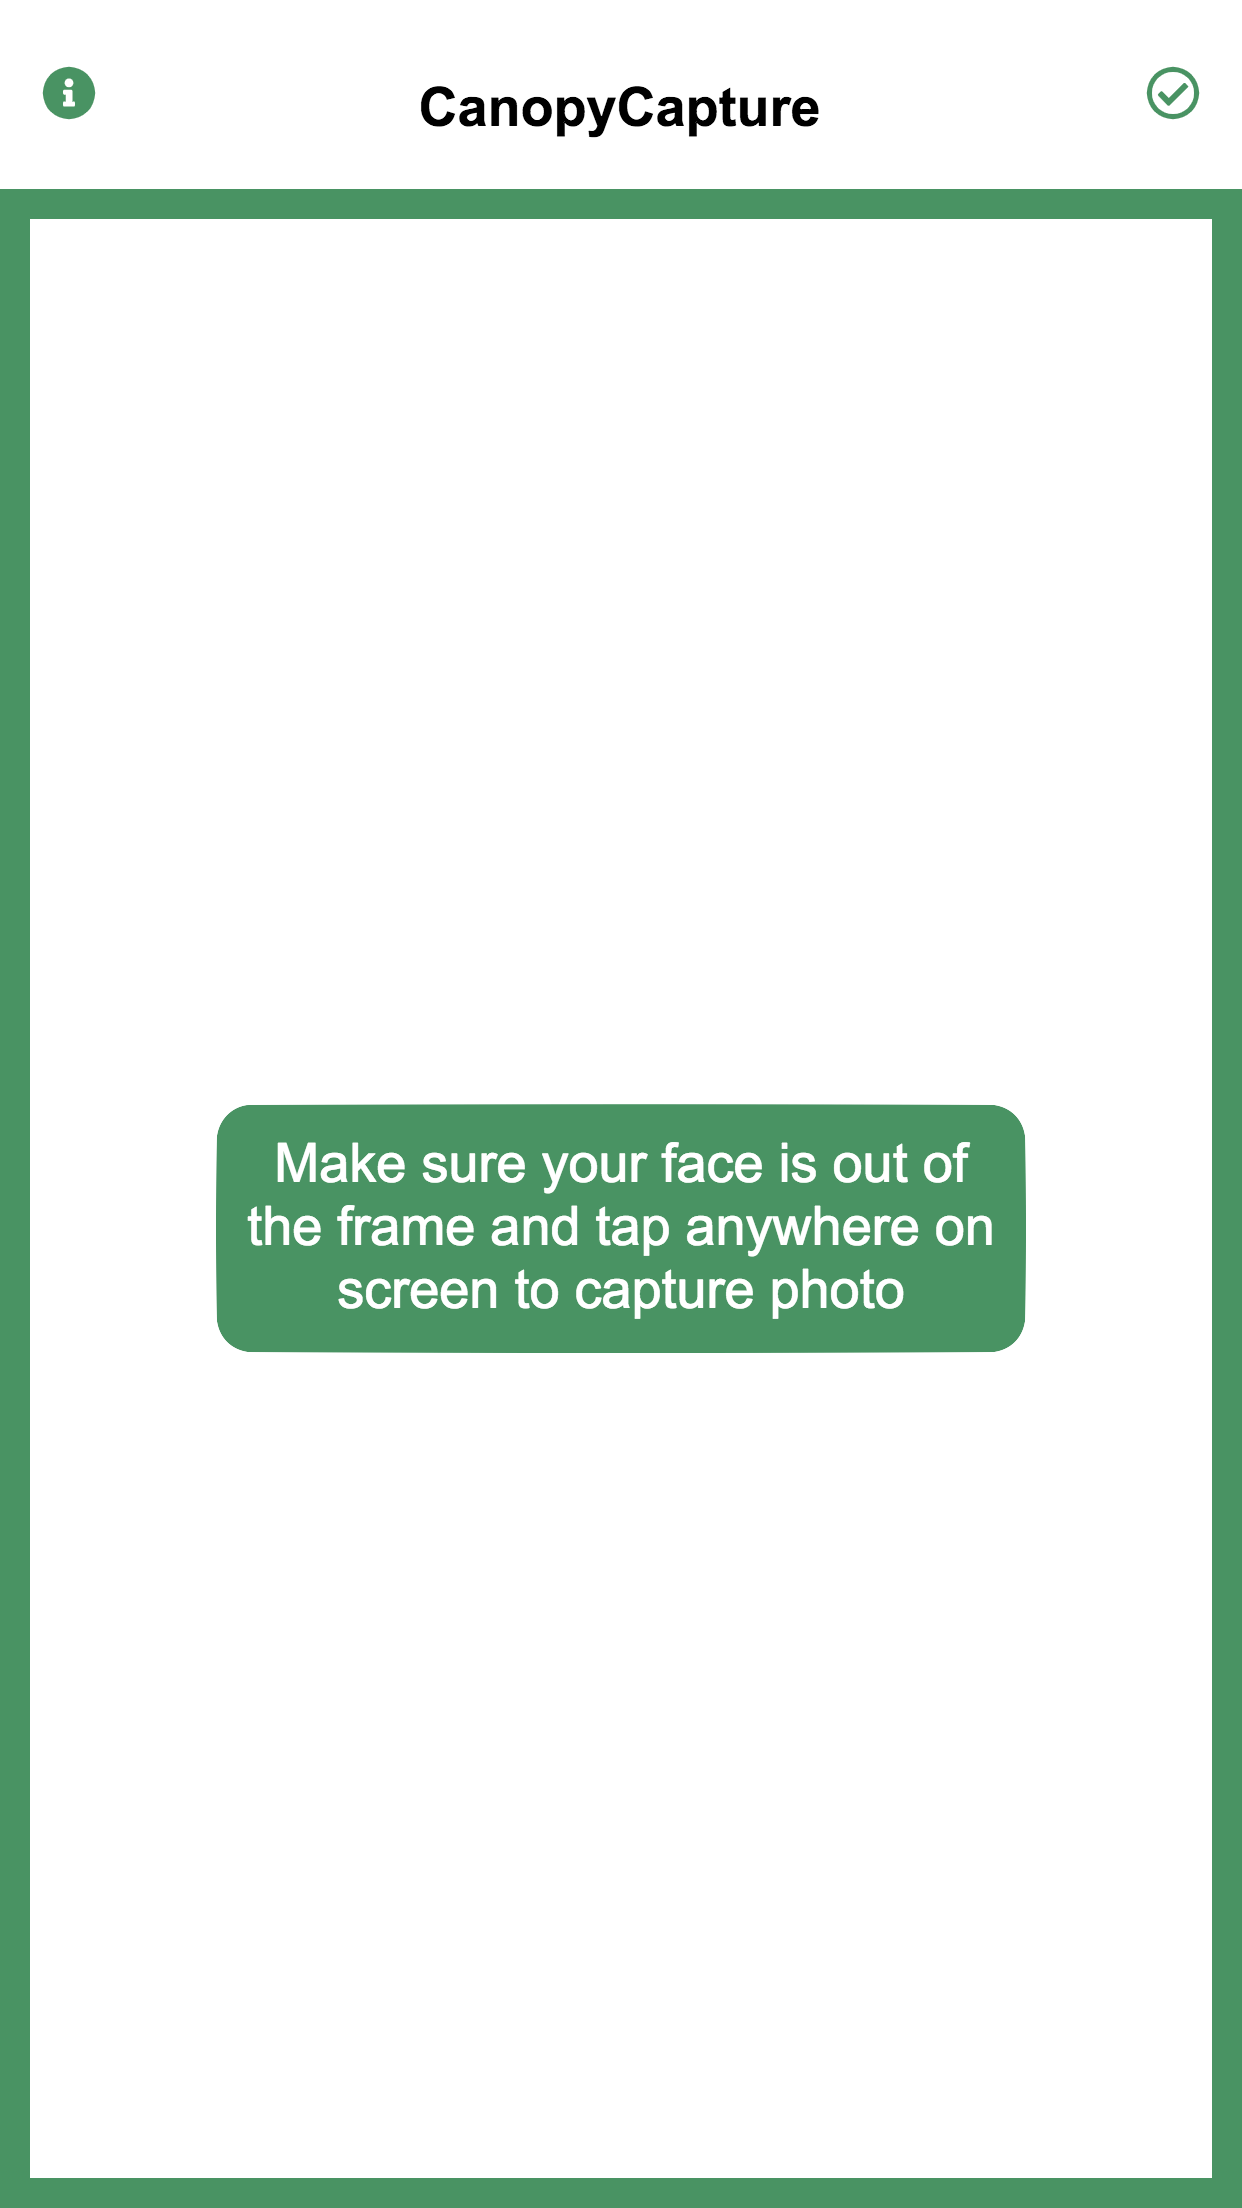 CanopyCapture
Make sure your face is out of
the frame and tap anywhere on
screen to capture photo